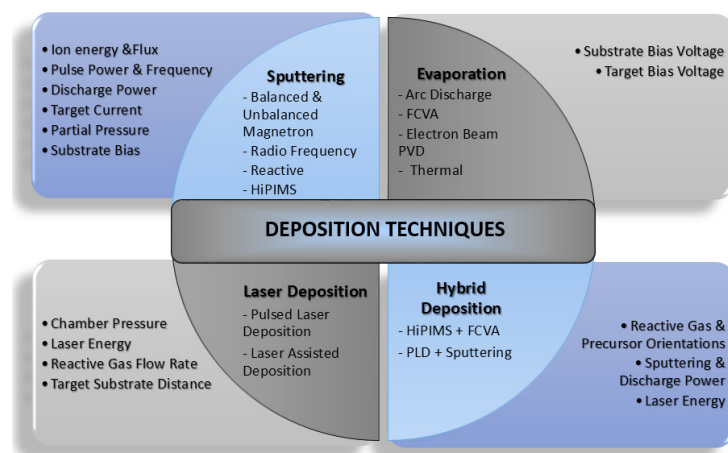 • Ion energy &Flux
• Pulse Power & Frequency
• Discharge Power
• Target Current
• Partial Pressure
• Substrate Bias
Sputtering
- Balanced &
Unbalanced
Magnetron
- Radio Frequency
- Reactive
- HiPIMS
Evaporation
- Arc Discharge
- FCVA
- Electron Beam
PVD
- Thermal
• Substrate Bias Voltage
• Target Bias Voltage
DEPOSITION TECHNIQUES
• Chamber Pressure
• Laser Energy
• Reactive Gas Flow Rate
• Target Substrate Distance
Laser Deposition
- Pulsed Laser
Deposition
- Laser Assisted
Deposition
Hybrid
Deposition
- HiPIMS + FCVA
- PLD + Sputtering
• Reactive Gas &
Precursor Orientations
• Sputtering &
Discharge Power
• Laser Energy